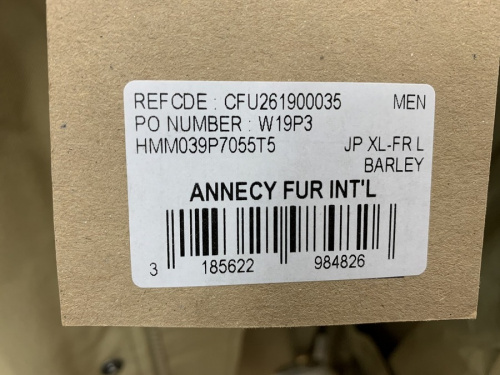 REFCDE : CFU261900035 MEN
PO NUMBER : W19P3
HMM039P7055T5 JP XL-FR L
BARLEY
ANNECY FUR INT'L
3 185622 984826